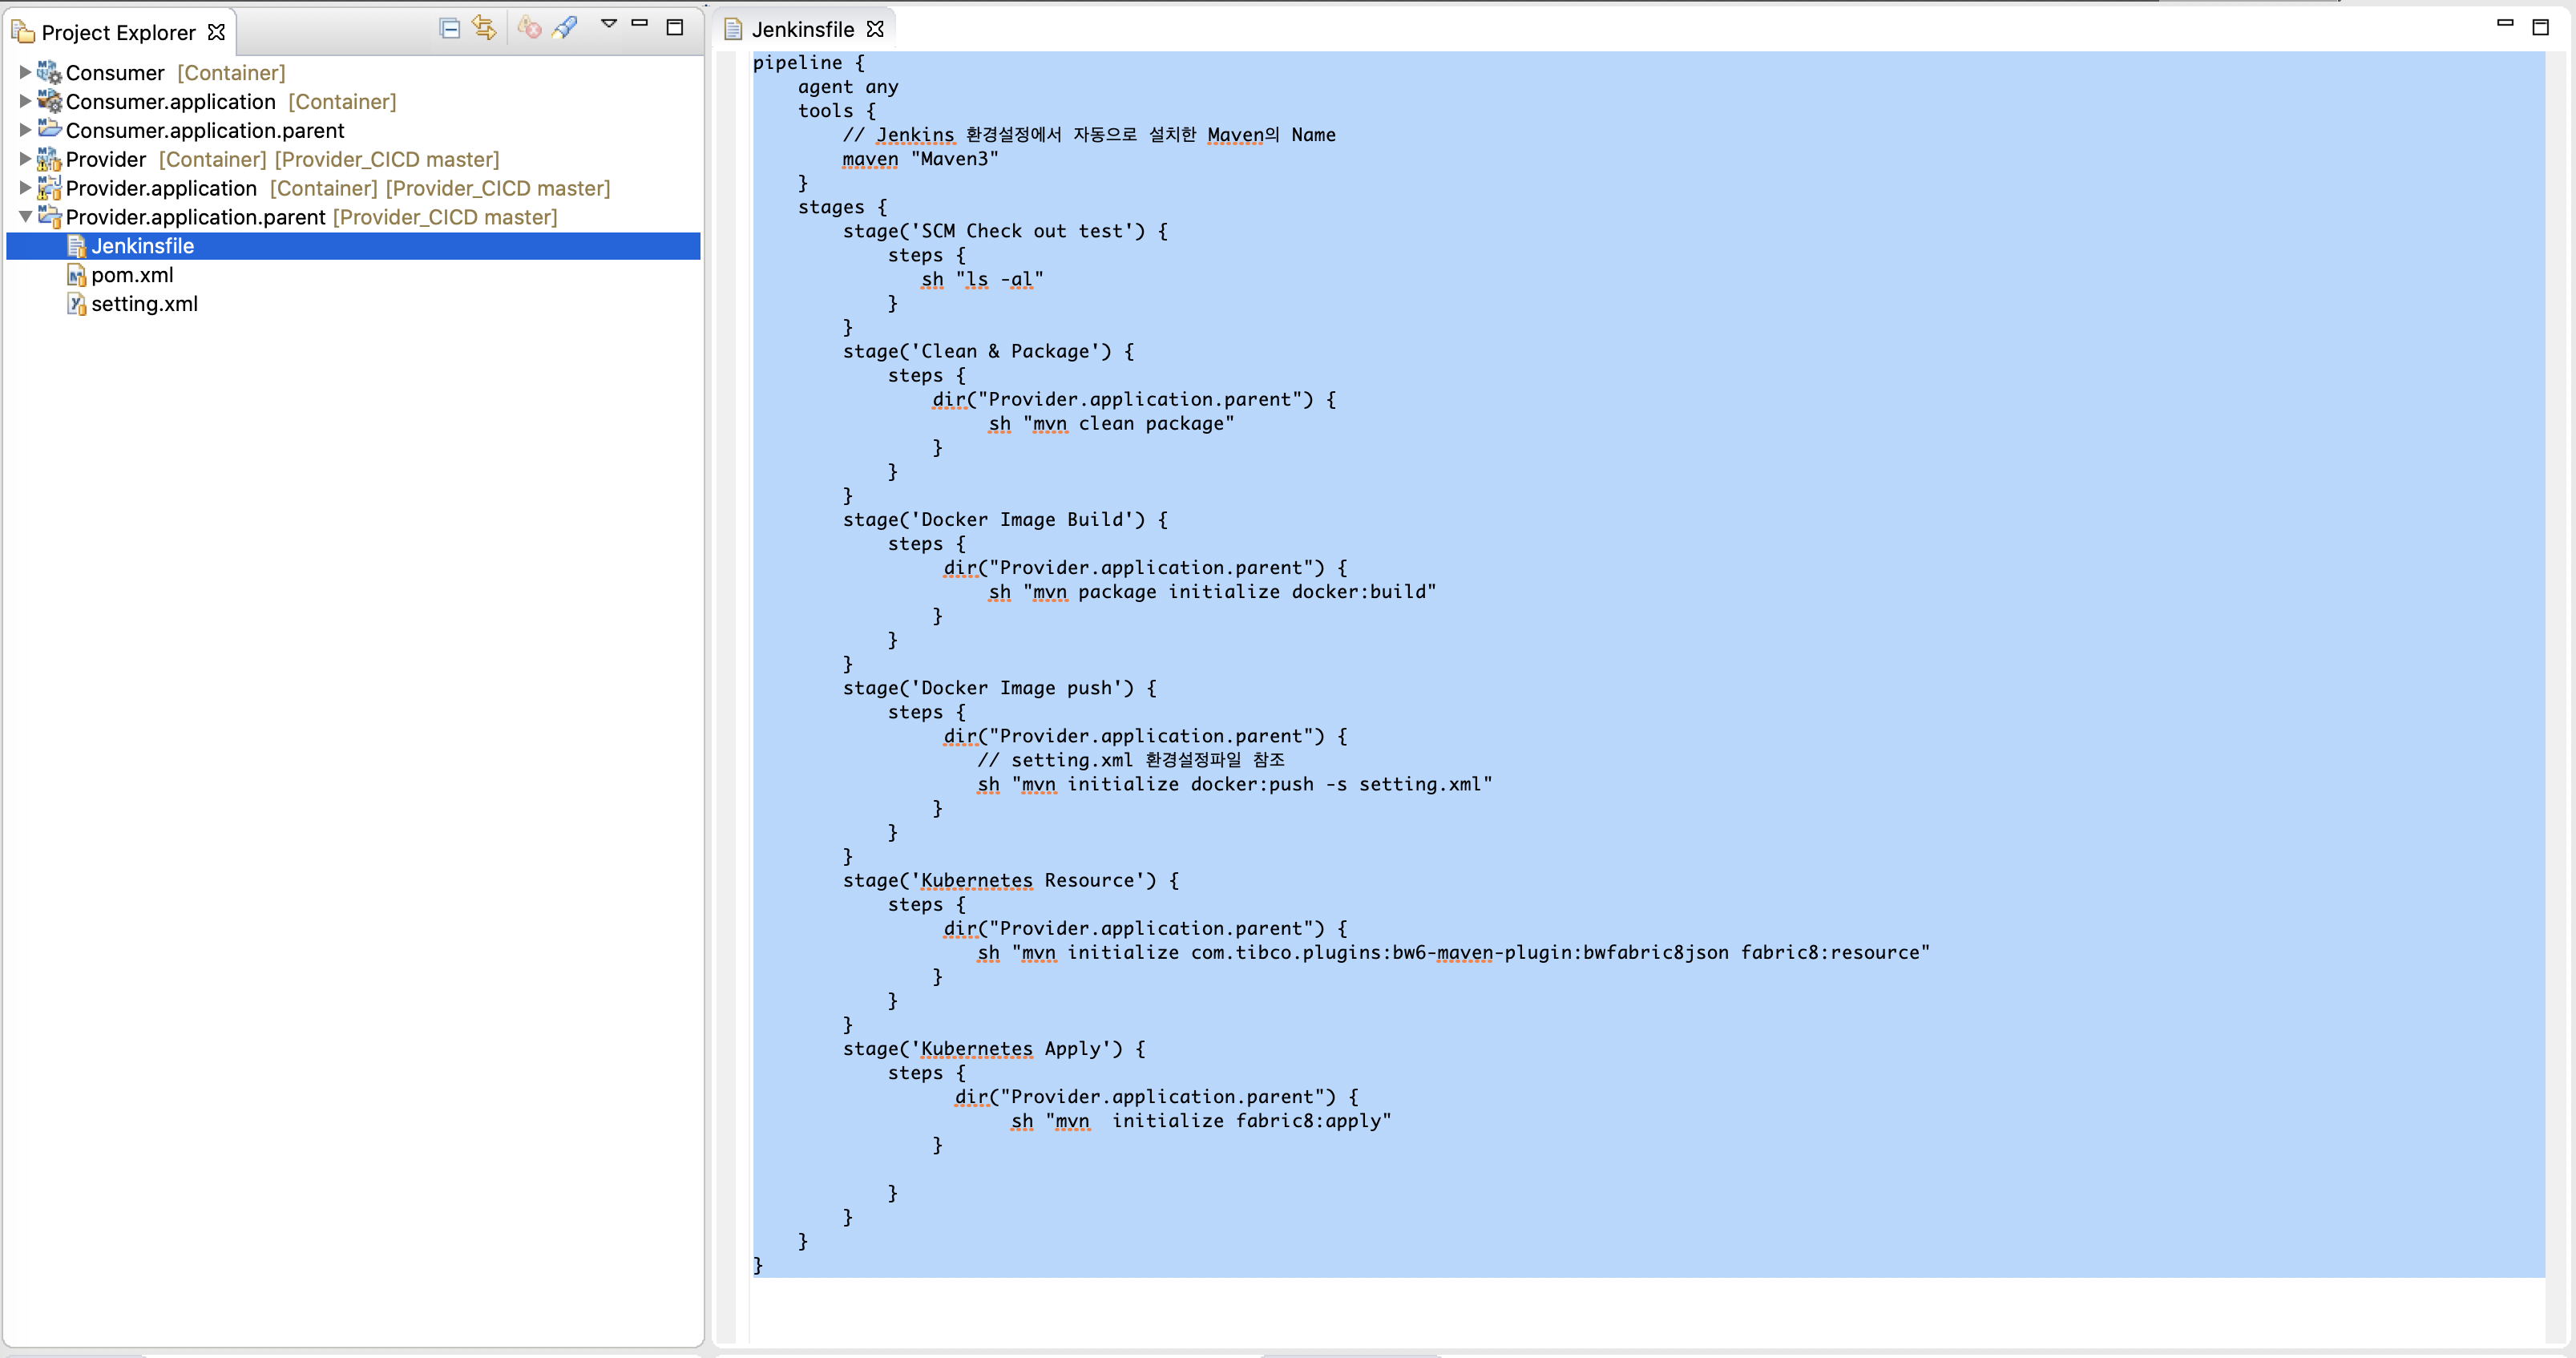 Project Explorer
Consumer [Container]
Consumer.application [Container]
Consumer.application.parent
Provider [Container] [Provider_CICD master]
Provider.application [Container] [Provider_CICD master]
Provider.application.parent [Provider_CICD master]
Jenkinsfile
pom.xml
setting.xml
Jenkinsfile
pipeline {
    agent any
    tools {
        // Jenkins 환경설정에서 자동으로 설치한 Maven의 Name
        maven "Maven3"
    }
    stages {
        stage('SCM Check out test') {
            steps {
               sh "ls -al"
            }
        }
        stage('Clean & Package') {
            steps {
                dir("Provider.application.parent") {
                     sh "mvn clean package"
                }
            }
        }
        stage('Docker Image Build') {
            steps {
                 dir("Provider.application.parent") {
                     sh "mvn package initialize docker:build"
                }
            }
        }
        stage('Docker Image push') {
            steps {
                 dir("Provider.application.parent") {
                    // setting.xml 환경설정파일 참조
                    sh "mvn initialize docker:push -s setting.xml"
                }
            }
        }
        stage('Kubernetes Resource') {
            steps {
                 dir("Provider.application.parent") {
                    sh "mvn initialize com.tibco.plugins:bw6-maven-plugin:bwfabric8json fabric8:resource"
                }
            }
        }
        stage('Kubernetes Apply') {
            steps {
                  dir("Provider.application.parent") {
                       sh "mvn  initialize fabric8:apply"
                }

            }
        }
    }
}